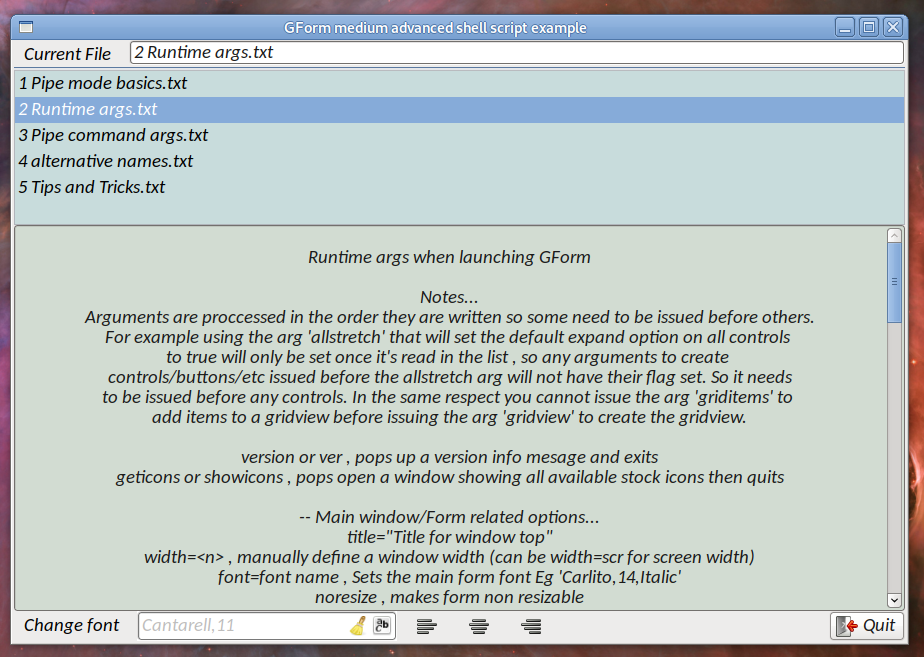 GForm medium advanced shell script example
Current File
2 Runtime args.txt
1 Pipe mode basics.txt
2 Runtime args.txt
3 Pipe command args.txt
4 alternative names.txt
5 Tips and Tricks.txt
Runtime args when launching GForm
Notes...
Arguments are proccessed in the order they are written so some need to be issued before others.
For example using the arg 'allstretch' that will set the default expand option on all controls
to true will only be set once it's read in the list , so any arguments to create
controls/buttons/etc issued before the allstretch arg will not have their flag set. So it needs
to be issued before any controls. In the same respect you cannot issue the arg 'griditems' to
add items to a gridview before issuing the arg 'gridview' to create the gridview.
version or ver , pops up a version info mesage and exits
geticons or showicons , pops open a window showing all available stock icons then quits
-- Main window/Form related options...
title="Title for window top"
width=<n> , manually define a window width (can be width=scr for screen width)
font=font name , Sets the main form font Eg 'Carlito,14,Italic'
noresize , makes form non resizable
Change font
Cantarell,11
Quit